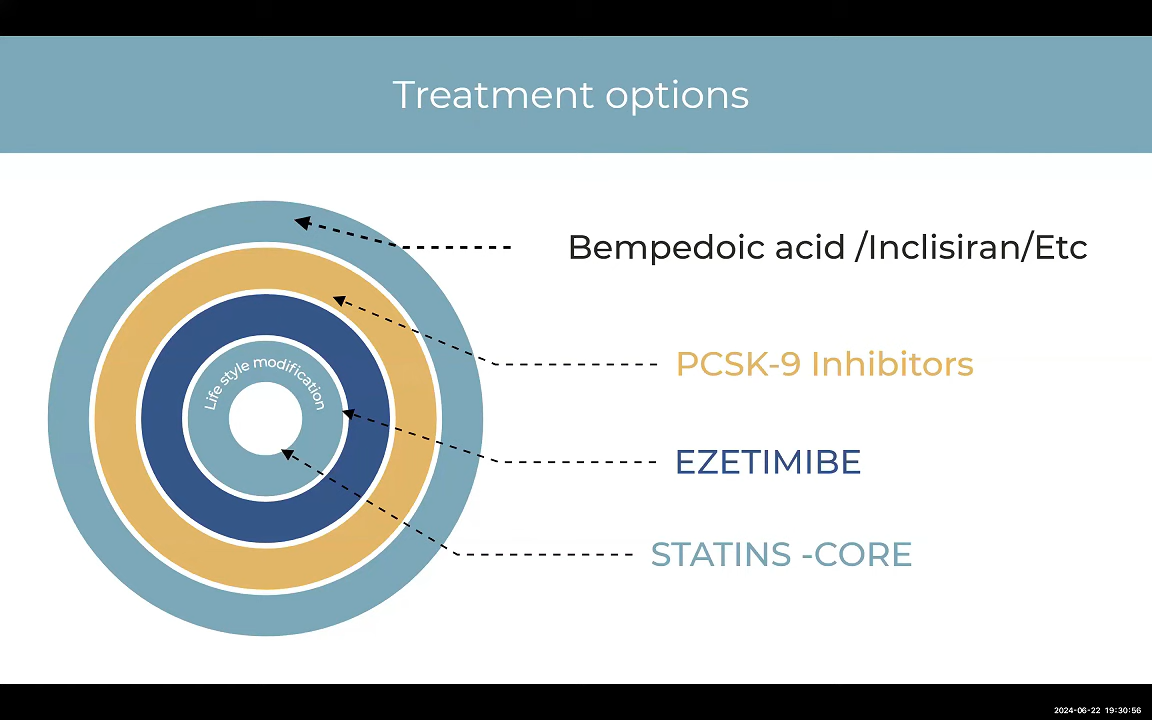 Treatment options
Bempedoic acid /Inclisiran/Etc
PCSK-9 Inhibitors
Life style modification
EZETIMIBE
STATINS -CORE
2024-06-22 19:30:56